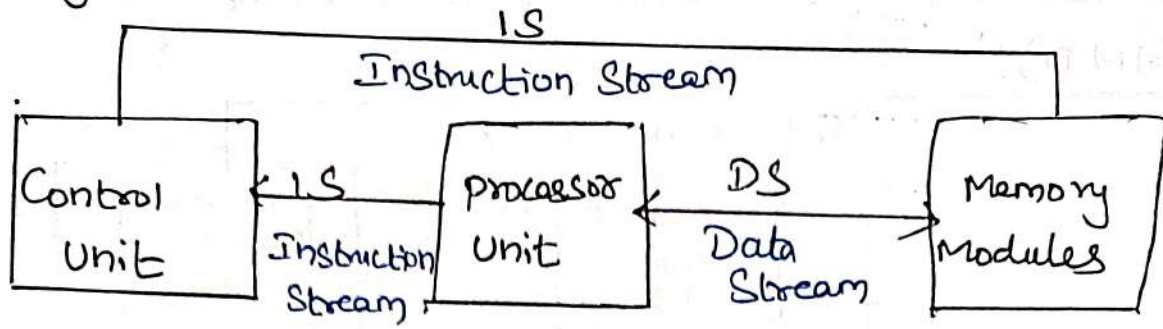 IS
Instruction Stream
Control
Unit
IS
Instruction
Stream
processor
Unit
DS
Data
Stream
Memory
Modules